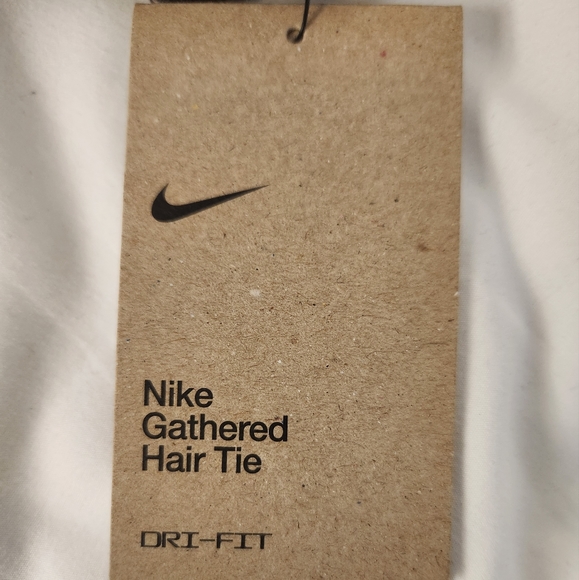 Nike
Gathered
Hair Tie
DRI-FIT